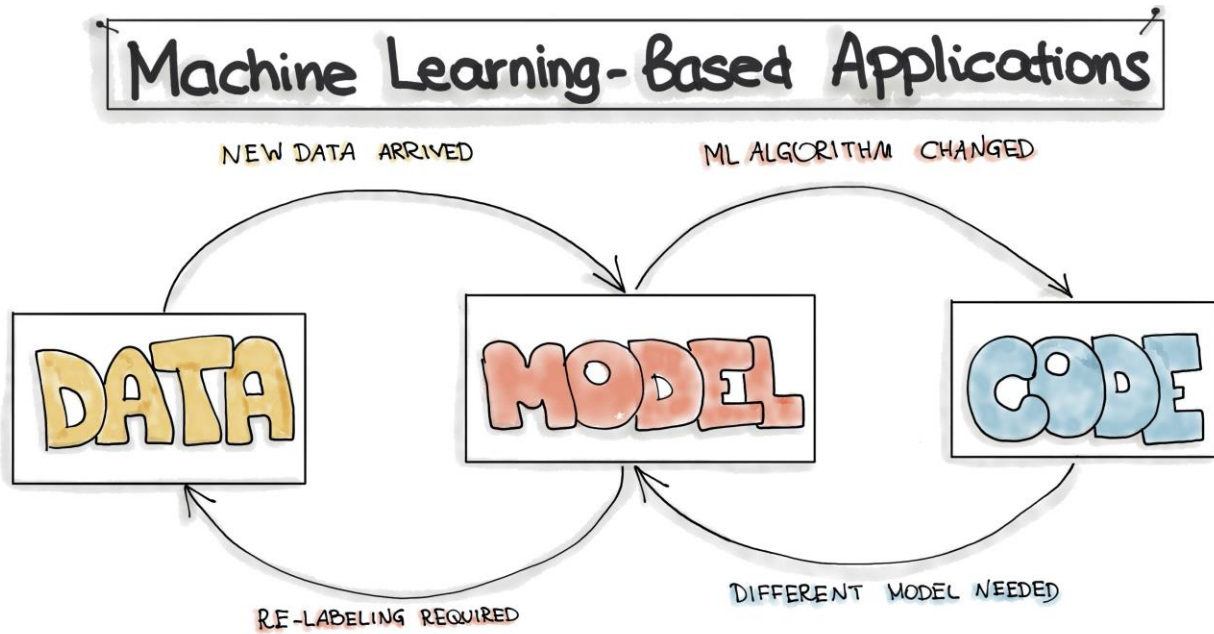 Machine Learning-Based Applications
NEW DATA ARRIVED
ML ALGORITHM CHANGED
DATA
MODEL
CODE
RE-LABELING REQUIRED
DIFFERENT MODEL NEEDED